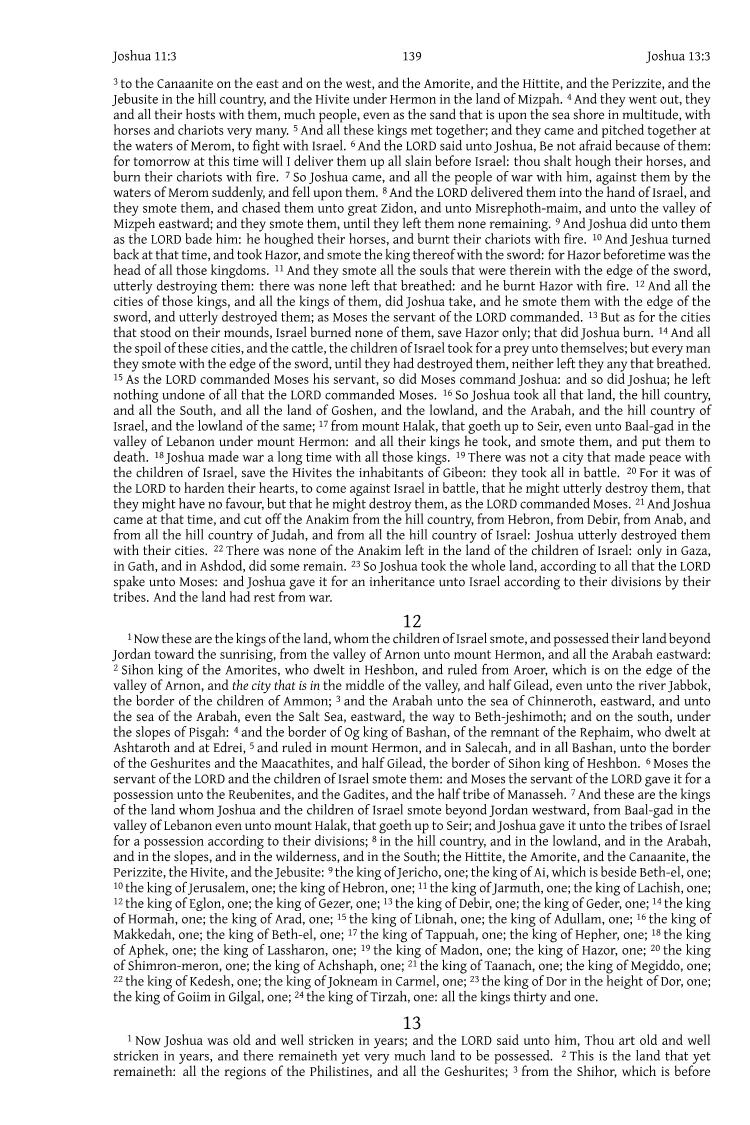 Joshua 11:3 139 Joshua 13:3
3 to the Canaanite on the east and on the west, and the Amorite, and the Hittite, and the Perizzite, and the
Jebusite in the hill country, and the Hivite under Hermon in the land of Mizpah. 4 And they went out, they
and all their hosts with them, much people, even as the sand that is upon the sea shore in multitude, with
horses and chariots very many. 5 And all these kings met together; and they came and pitched together at
the waters of Merom, to fight with Israel. 6 And the LORD said unto Joshua, Be not afraid because of them:
for tomorrow at this time will I deliver them up all slain before Israel: thou shalt hough their horses, and
burn their chariots with fire. 7 So Joshua came, and all the people of war with him, against them by the
waters of Merom suddenly, and fell upon them. 8 And the LORD delivered them into the hand of Israel, and
they smote them, and chased them unto great Zidon, and unto Misrephoth-maim, and unto the valley of
Mizpeh eastward; and they smote them, until they left them none remaining. 9 And Joshua did unto them
as the LORD bade him: he houghed their horses, and burnt their chariots with fire. 10 And Jeshua turned
back at that time, and took Hazor, and smote the king thereof with the sword: for Hazor beforetime was the
head of all those kingdoms. 11 And they smote all the souls that were therein with the edge of the sword,
utterly destroying them: there was none left that breathed: and he burnt Hazor with fire. 12 And all the
cities of those kings, and all the kings of them, did Joshua take, and he smote them with the edge of the
sword, and utterly destroyed them; as Moses the servant of the LORD commanded. 13 But as for the cities
that stood on their mounds, Israel burned none of them, save Hazor only; that did Joshua burn. 14 And all
the spoil of these cities, and the cattle, the children of Israel took for a prey unto themselves; but every man
they smote with the edge of the sword, until they had destroyed them, neither left they any that breathed.
15 As the LORD commanded Moses his servant, so did Moses command Joshua: and so did Joshua; he left
nothing undone of all that the LORD commanded Moses. 16 So Joshua took all that land, the hill country,
and all the South, and all the land of Goshen, and the lowland, and the Arabah, and the hill country of
Israel, and the lowland of the same; 17 from mount Halak, that goeth up to Seir, even unto Baal-gad in the
valley of Lebanon under mount Hermon: and all their kings he took, and smote them, and put them to
death. 18 Joshua made war a long time with all those kings. 19 There was not a city that made peace with
the children of Israel, save the Hivites the inhabitants of Gibeon: they took all in battle. 20 For it was of
the LORD to harden their hearts, to come against Israel in battle, that he might utterly destroy them, that
they might have no favour, but that he might destroy them, as the LORD commanded Moses. 21 And Joshua
came at that time, and cut off the Anakim from the hill country, from Hebron, from Debir, from Anab, and
from all the hill country of Judah, and from all the hill country of Israel: Joshua utterly destroyed them
with their cities. 22 There was none of the Anakim left in the land of the children of Israel: only in Gaza,
in Gath, and in Ashdod, did some remain. 23 So Joshua took the whole land, according to all that the LORD
spake unto Moses: and Joshua gave it for an inheritance unto Israel according to their divisions by their
tribes. And the land had rest from war.
12
1 Now these are the kings of the land, whom the children of Israel smote, and possessed their land beyond
Jordan toward the sunrising, from the valley of Arnon unto mount Hermon, and all the Arabah eastward:
2 Sihon king of the Amorites, who dwelt in Heshbon, and ruled from Aroer, which is on the edge of the
valley of Arnon, and the city that is in the middle of the valley, and half Gilead, even unto the river Jabbok,
the border of the children of Ammon; 3 and the Arabah unto the sea of Chinneroth, eastward, and unto
the sea of the Arabah, even the Salt Sea, eastward, the way to Beth-jeshimoth; and on the south, under
the slopes of Pisgah: 4 and the border of Og king of Bashan, of the remnant of the Rephaim, who dwelt at
Ashtaroth and at Edrei, 5 and ruled in mount Hermon, and in Salecah, and in all Bashan, unto the border
of the Geshurites and the Maacathites, and half Gilead, the border of Sihon king of Heshbon. 6 Moses the
servant of the LORD and the children of Israel smote them: and Moses the servant of the LORD gave it for a
possession unto the Reubenites, and the Gadites, and the half tribe of Manasseh. 7 And these are the kings
of the land whom Joshua and the children of Israel smote beyond Jordan westward, from Baal-gad in the
valley of Lebanon even unto mount Halak, that goeth up to Seir; and Joshua gave it unto the tribes of Israel
for a possession according to their divisions; 8 in the hill country, and in the lowland, and in the Arabah,
and in the slopes, and in the wilderness, and in the South; the Hittite, the Amorite, and the Canaanite, the
Perizzite, the Hivite, and the Jebusite: 9 the king of Jericho, one; the king of Ai, which is beside Beth-el, one;
10 the king of Jerusalem, one; the king of Hebron, one; 11 the king of Jarmuth, one; the king of Lachish, one;
12 the king of Eglon, one; the king of Gezer, one; 13 the king of Debir, one; the king of Geder, one; 14 the king
of Hormah, one; the king of Arad, one; 15 the king of Libnah, one; the king of Adullam, one; 16 the king of
Makkedah, one; the king of Beth-el, one; 17 the king of Tappuah, one; the king of Hepher, one; 18 the king
of Aphek, one; the king of Lassharon, one; 19 the king of Madon, one; the king of Hazor, one; 20 the king
of Shimron-meron, one; the king of Achshaph, one; 21 the king of Taanach, one; the king of Megiddo, one;
22 the king of Kedesh, one; the king of Jokneam in Carmel, one; 23 the king of Dor in the height of Dor, one;
the king of Goiim in Gilgal, one; 24 the king of Tirzah, one: all the kings thirty and one.
13
1 Now Joshua was old and well stricken in years; and the LORD said unto him, Thou art old and well
stricken in years, and there remaineth yet very much land to be possessed. 2 This is the land that yet
remaineth: all the regions of the Philistines, and all the Geshurites; 3 from the Shihor, which is before